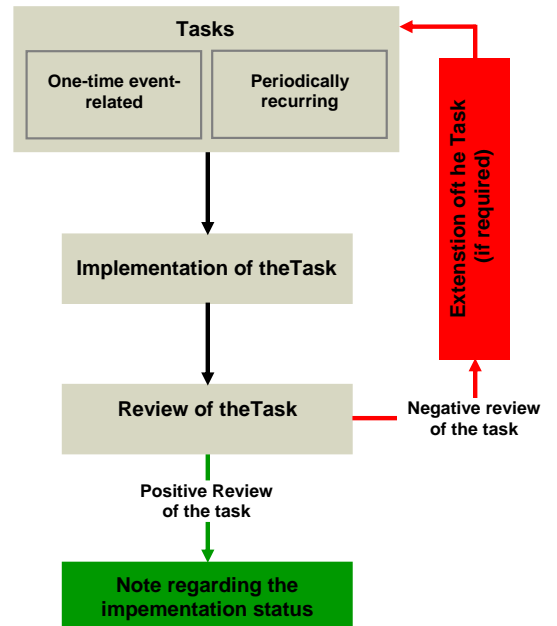 Tasks
One-time event-
related
Periodically
recurring
Implementation of theTask
Review of theTask
Negative review
of the task
Extenstion oft he Task
(if required)
Positive Review
of the task
Note regarding the
impementation status